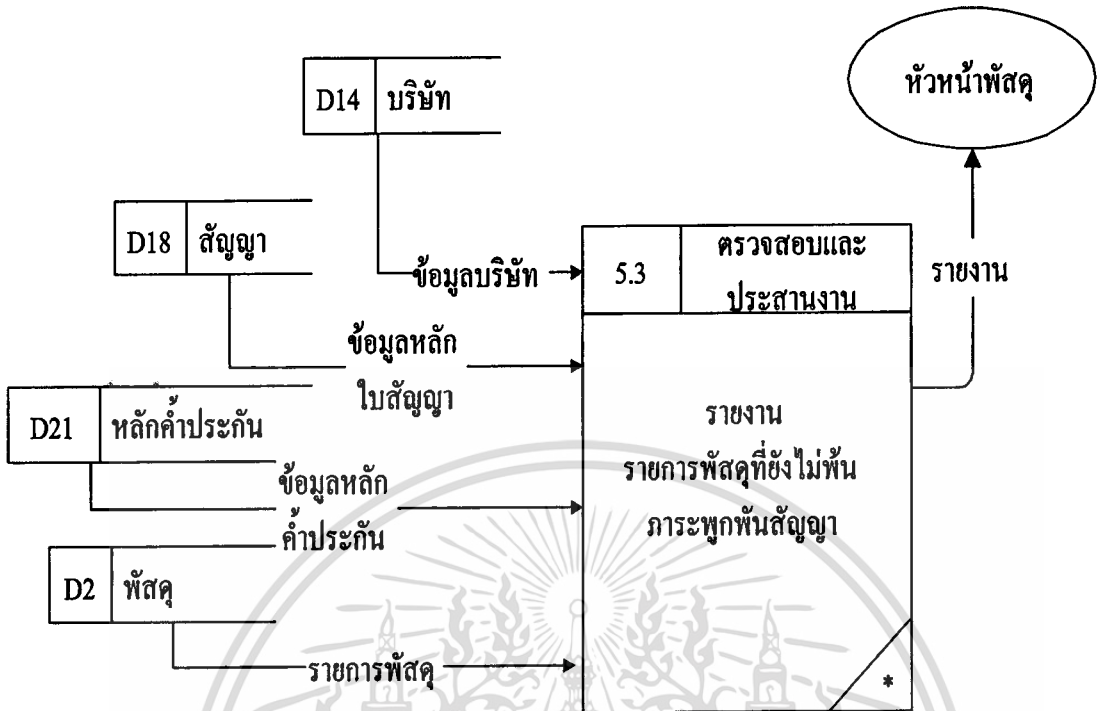 หัวหน้าพัสดุ
D14 บริษัท
D18 สัญญา
ข้อมูลบริษัท
5.3 ตรวจสอบและ
ประสานงาน
รายงาน
ข้อมูลหลัก
ใบสัญญา
D21 หลักค้ำประกัน
รายงาน
รายการพัสดุที่ยังไม่พ้น
ภาระพูกพันสัญญา
ข้อมูลหลัก
ค้ำประกัน
D2 พัสดุ
รายการพัสดุ
*